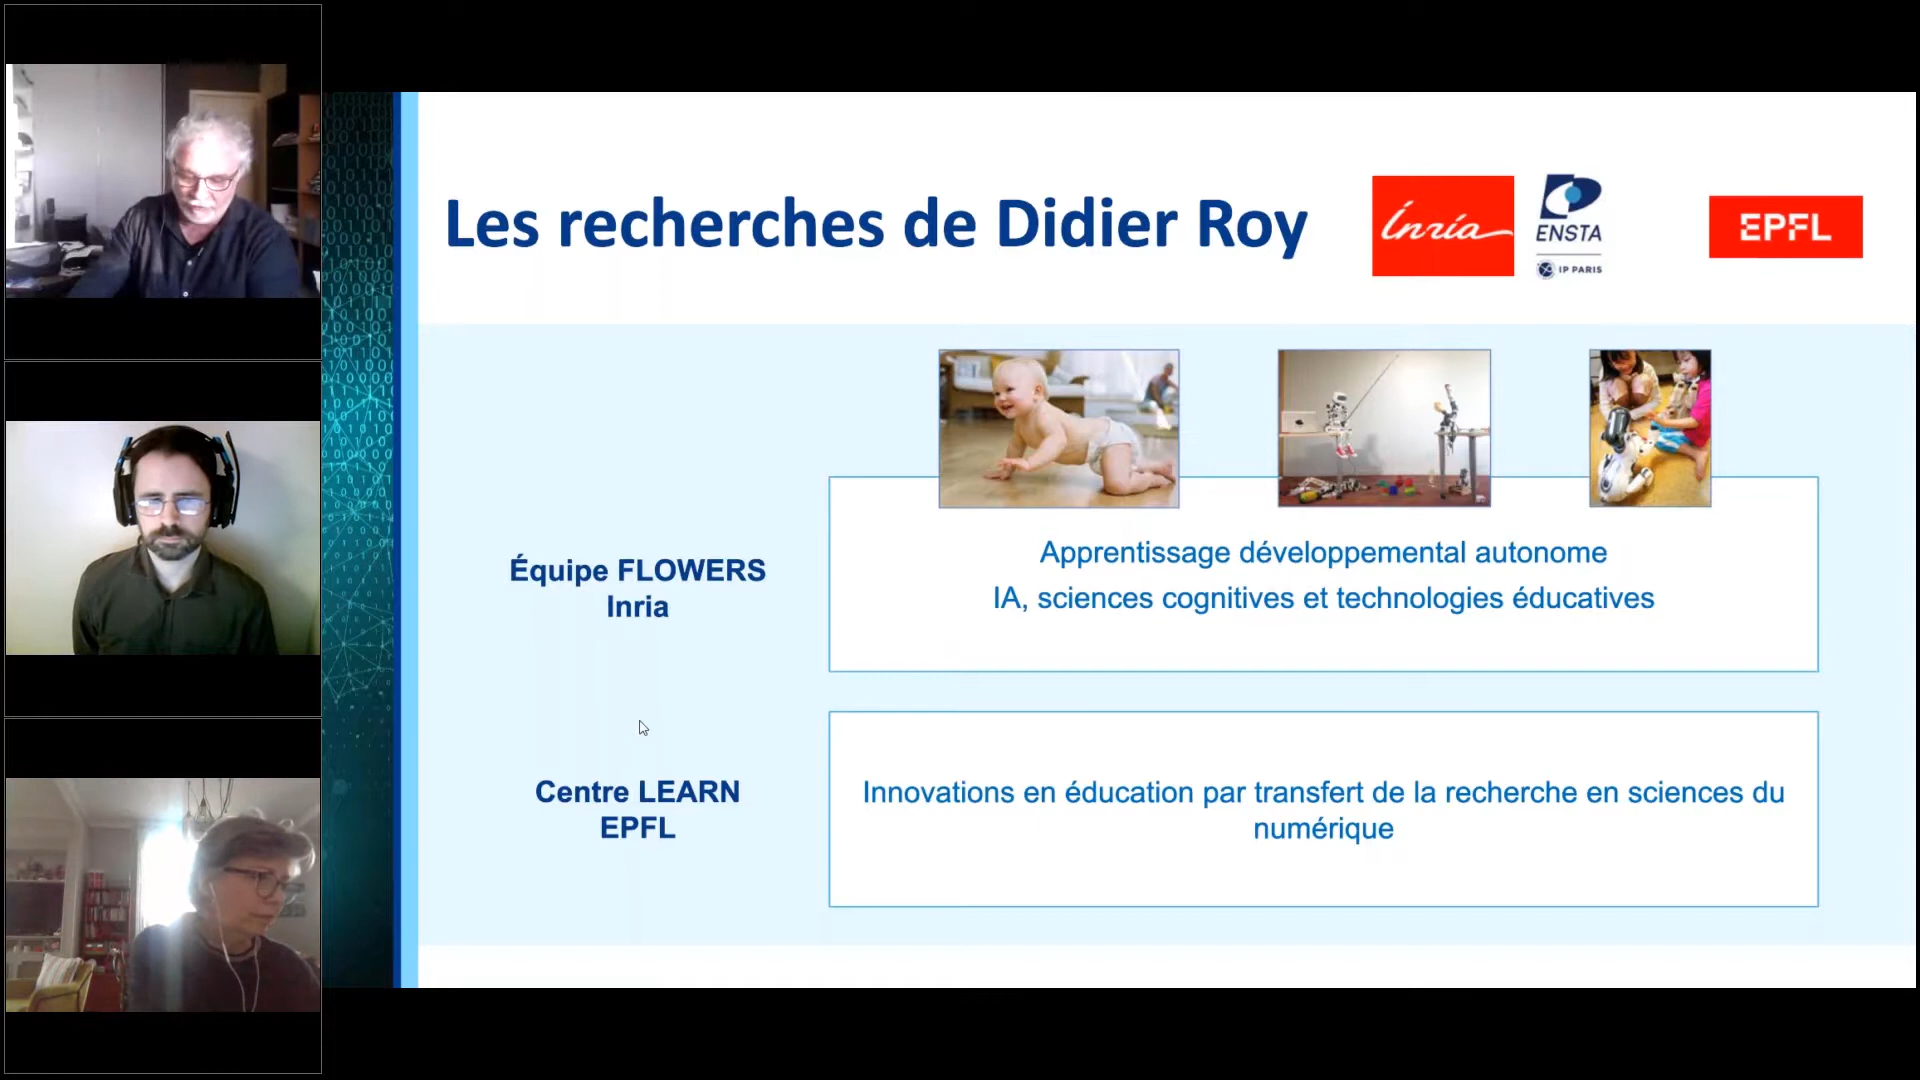 Les recherches de Didier Roy
Inria
ENSTA
IP PARIS
EPFL
Équipe FLOWERS
Inria
Apprentissage développemental autonome
IA, sciences cognitives et technologies éducatives
Centre LEARN
EPFL
Innovations en éducation par transfert de la recherche en sciences du
numérique